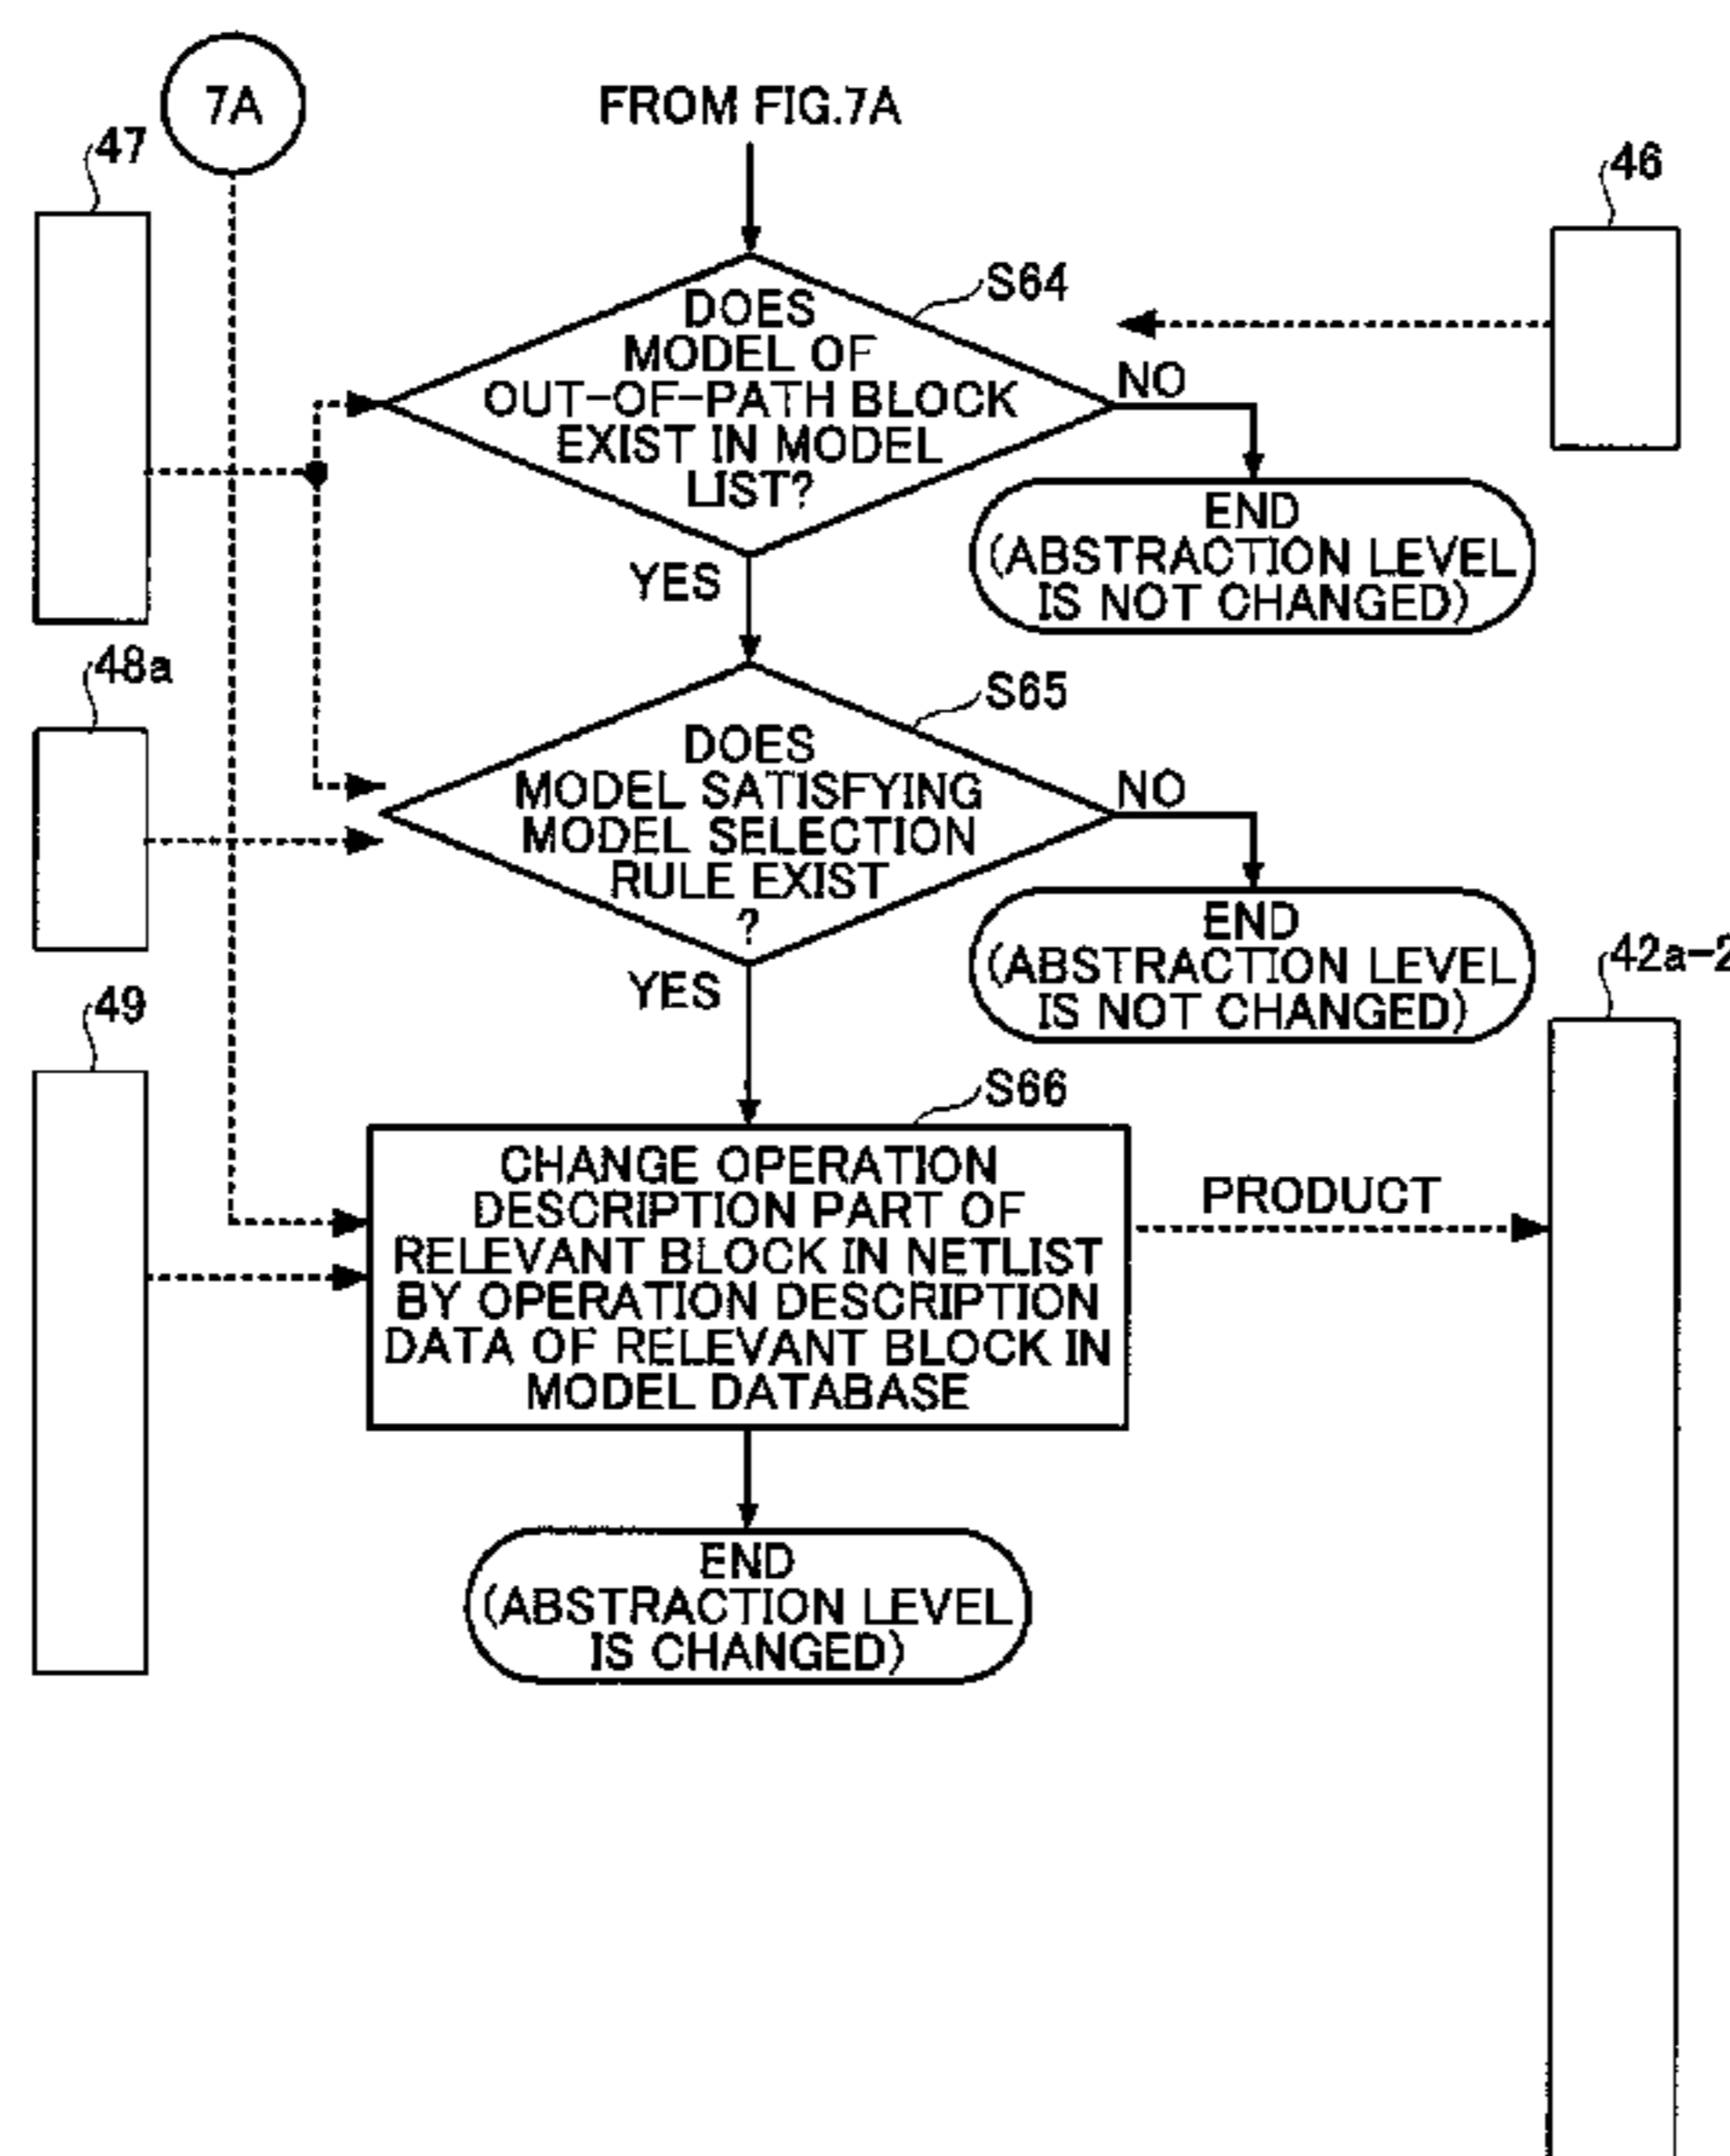 7A
FROM FIG.7A
47
46
S64
DOES
MODEL OF
OUT-OF-PATH BLOCK
EXIST IN MODEL
LIST?
NO
END
(ABSTRACTION LEVEL
IS NOT CHANGED)
YES
48a
S65
DOES
MODEL SATISFYING
MODEL SELECTION
RULE EXIST
?
NO
END
(ABSTRACTION LEVEL
IS NOT CHANGED)
YES
42a-2
49
S66
CHANGE OPERATION
DESCRIPTION PART OF
RELEVANT BLOCK IN NETLIST
BY OPERATION DESCRIPTION
DATA OF RELEVANT BLOCK IN
MODEL DATABASE
PRODUCT
END
(ABSTRACTION LEVEL
IS CHANGED)